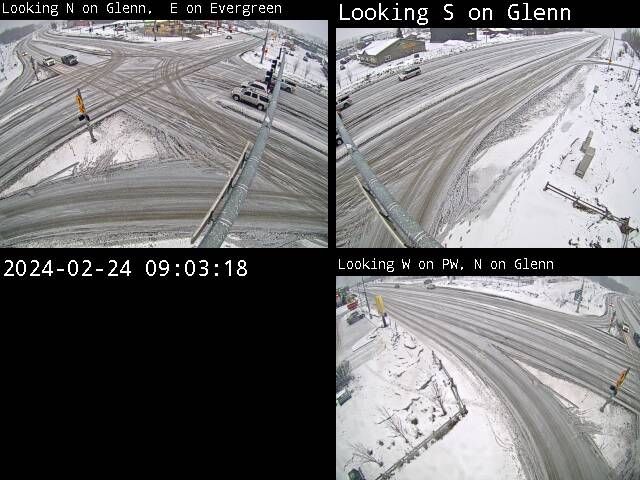 Looking N on Glenn,  E on Evergreen
Looking S on Glenn
2024-02-24 09:03:18
Looking W on PW, N on Glenn